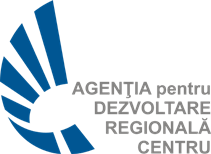 AGENŢIA pentru
DEZVOLTARE
REGIONALĂ
CENTRU